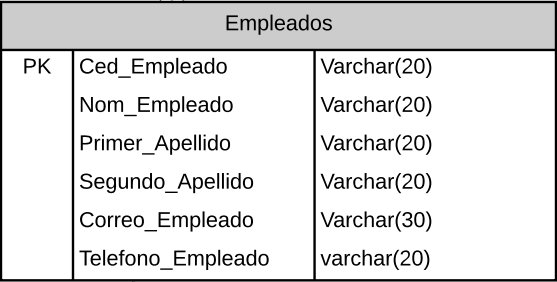 Empleados
PK Ced_Empleado Varchar(20)
Nom_Empleado Varchar(20)
Primer_Apellido Varchar(20)
Segundo_Apellido Varchar(20)
Correo_Empleado Varchar(30)
Telefono_Empleado varchar(20)